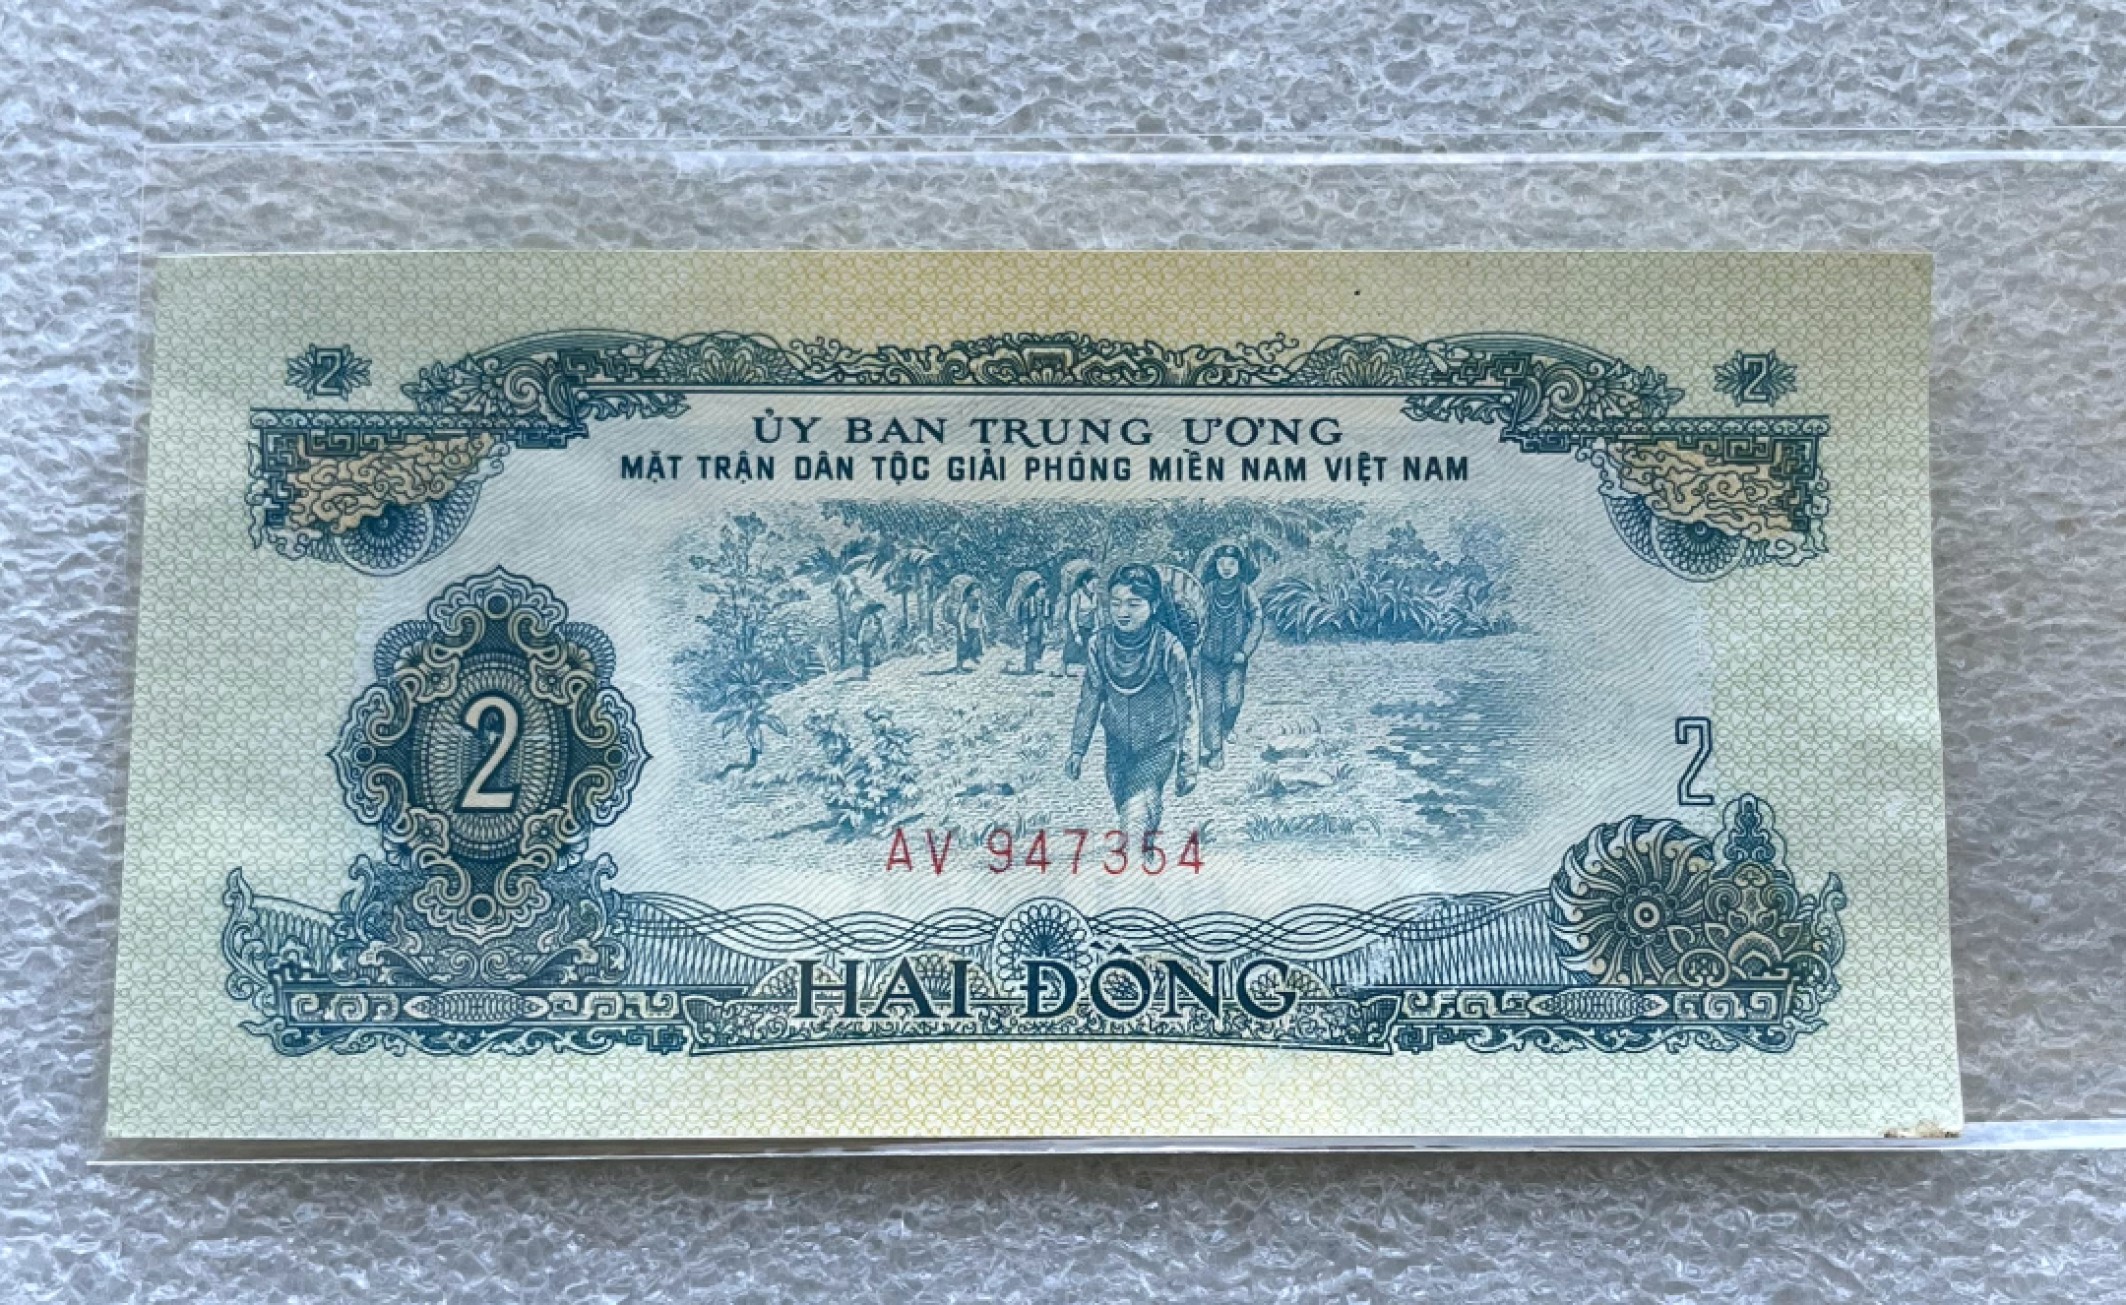 2 2
ỦY BAN TRUNG ƯƠNG
MẶT TRẬN DÂN TỘC GIẢI PHÓNG MIỀN NAM VIỆT NAM
2
2
AV 947354
HAI ĐỒNG